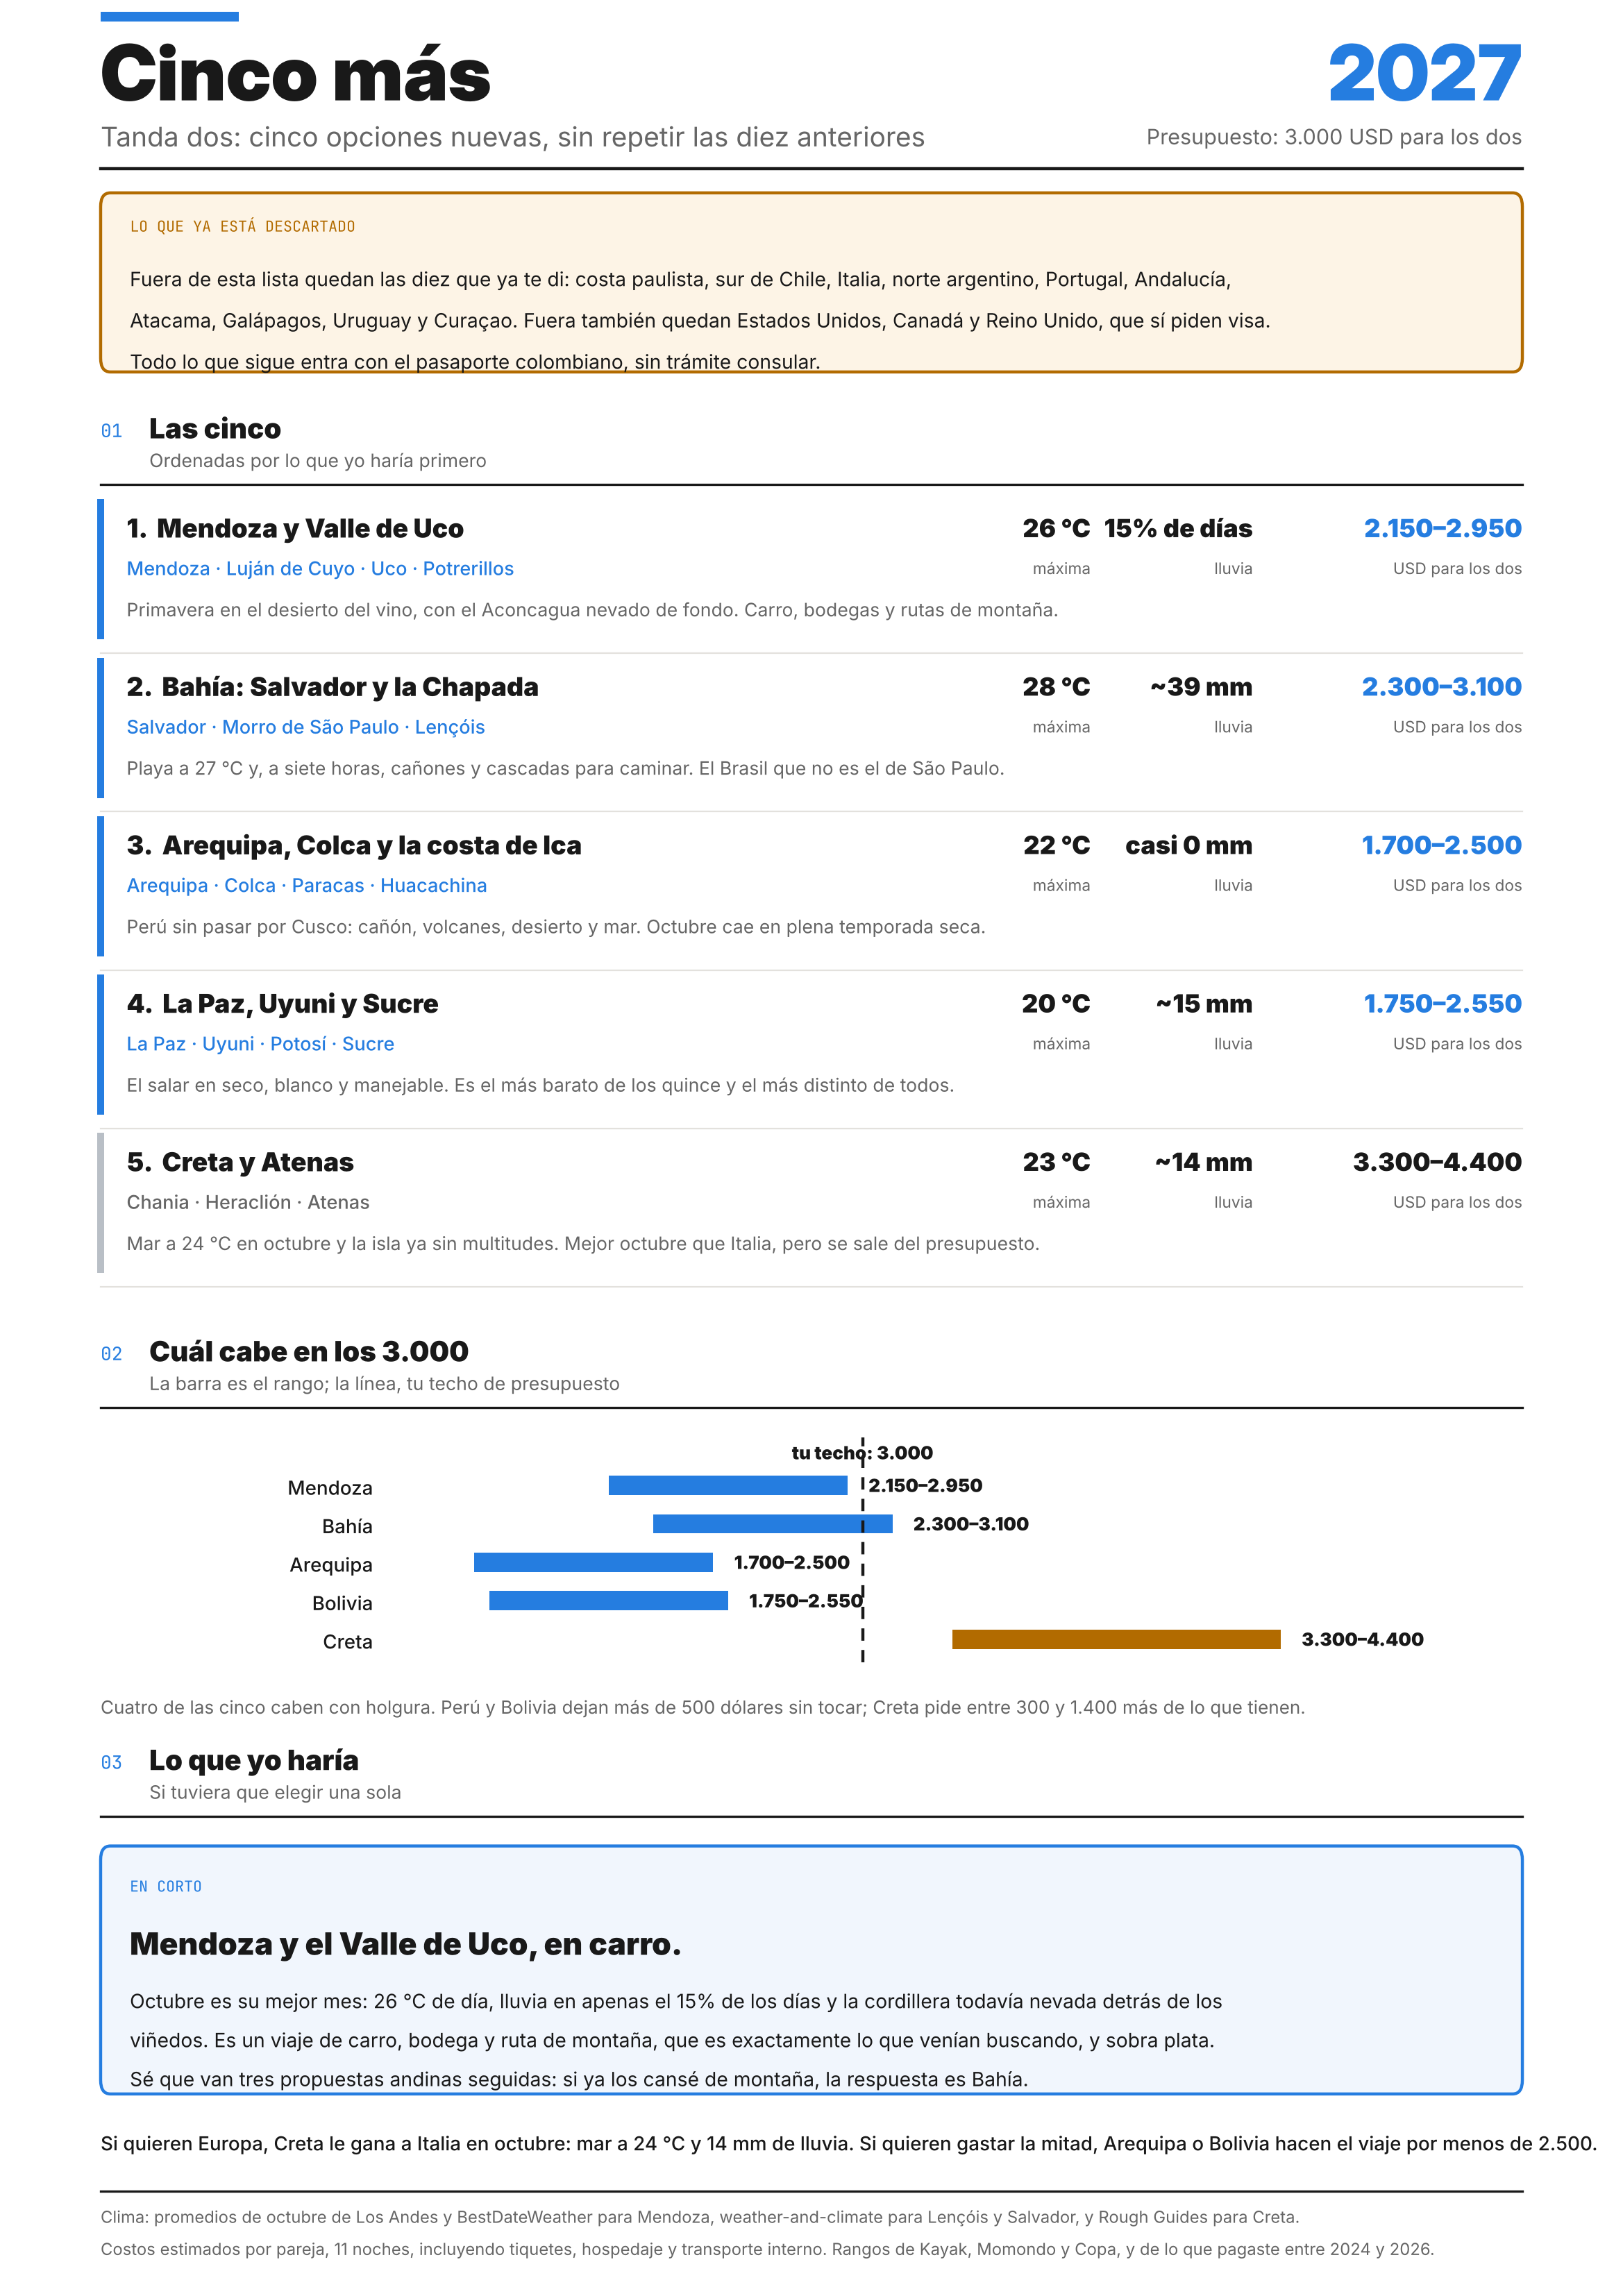 Cinco más
2027
Tanda dos: cinco opciones nuevas, sin repetir las diez anteriores
Presupuesto: 3.000 USD para los dos
LO QUE YA ESTÁ DESCARTADO
Fuera de esta lista quedan las diez que ya te di: costa paulista, sur de Chile, Italia, norte argentino, Portugal, Andalucía,
Atacama, Galápagos, Uruguay y Curaçao. Fuera también quedan Estados Unidos, Canadá y Reino Unido, que sí piden visa.
Todo lo que sigue entra con el pasaporte colombiano, sin trámite consular.
01 Las cinco
Ordenadas por lo que yo haría primero
1. Mendoza y Valle de Uco 26 °C 15% de días 2.150–2.950
Mendoza · Luján de Cuyo · Uco · Potrerillos máxima lluvia USD para los dos
Primavera en el desierto del vino, con el Aconcagua nevado de fondo. Carro, bodegas y rutas de montaña.
2. Bahía: Salvador y la Chapada 28 °C ~39 mm 2.300–3.100
Salvador · Morro de São Paulo · Lençóis máxima lluvia USD para los dos
Playa a 27 °C y, a siete horas, cañones y cascadas para caminar. El Brasil que no es el de São Paulo.
3. Arequipa, Colca y la costa de Ica 22 °C casi 0 mm 1.700–2.500
Arequipa · Colca · Paracas · Huacachina máxima lluvia USD para los dos
Perú sin pasar por Cusco: cañón, volcanes, desierto y mar. Octubre cae en plena temporada seca.
4. La Paz, Uyuni y Sucre 20 °C ~15 mm 1.750–2.550
La Paz · Uyuni · Potosí · Sucre máxima lluvia USD para los dos
El salar en seco, blanco y manejable. Es el más barato de los quince y el más distinto de todos.
5. Creta y Atenas 23 °C ~14 mm 3.300–4.400
Chania · Heraclión · Atenas máxima lluvia USD para los dos
Mar a 24 °C en octubre y la isla ya sin multitudes. Mejor octubre que Italia, pero se sale del presupuesto.
02 Cuál cabe en los 3.000
La barra es el rango; la línea, tu techo de presupuesto
tu techo: 3.000
Mendoza 2.150–2.950
Bahía 2.300–3.100
Arequipa 1.700–2.500
Bolivia 1.750–2.550
Creta 3.300–4.400
Cuatro de las cinco caben con holgura. Perú y Bolivia dejan más de 500 dólares sin tocar; Creta pide entre 300 y 1.400 más de lo que tienen.
03 Lo que yo haría
Si tuviera que elegir una sola
EN CORTO
Mendoza y el Valle de Uco, en carro.
Octubre es su mejor mes: 26 °C de día, lluvia en apenas el 15% de los días y la cordillera todavía nevada detrás de los
viñedos. Es un viaje de carro, bodega y ruta de montaña, que es exactamente lo que venían buscando, y sobra plata.
Sé que van tres propuestas andinas seguidas: si ya los cansé de montaña, la respuesta es Bahía.
Si quieren Europa, Creta le gana a Italia en octubre: mar a 24 °C y 14 mm de lluvia. Si quieren gastar la mitad, Arequipa o Bolivia hacen el viaje por menos de 2.500.
Clima: promedios de octubre de Los Andes y BestDateWeather para Mendoza, weather-and-climate para Lençóis y Salvador, y Rough Guides para Creta.
Costos estimados por pareja, 11 noches, incluyendo tiquetes, hospedaje y transporte interno. Rangos de Kayak, Momondo y Copa, y de lo que pagaste entre 2024 y 2026.